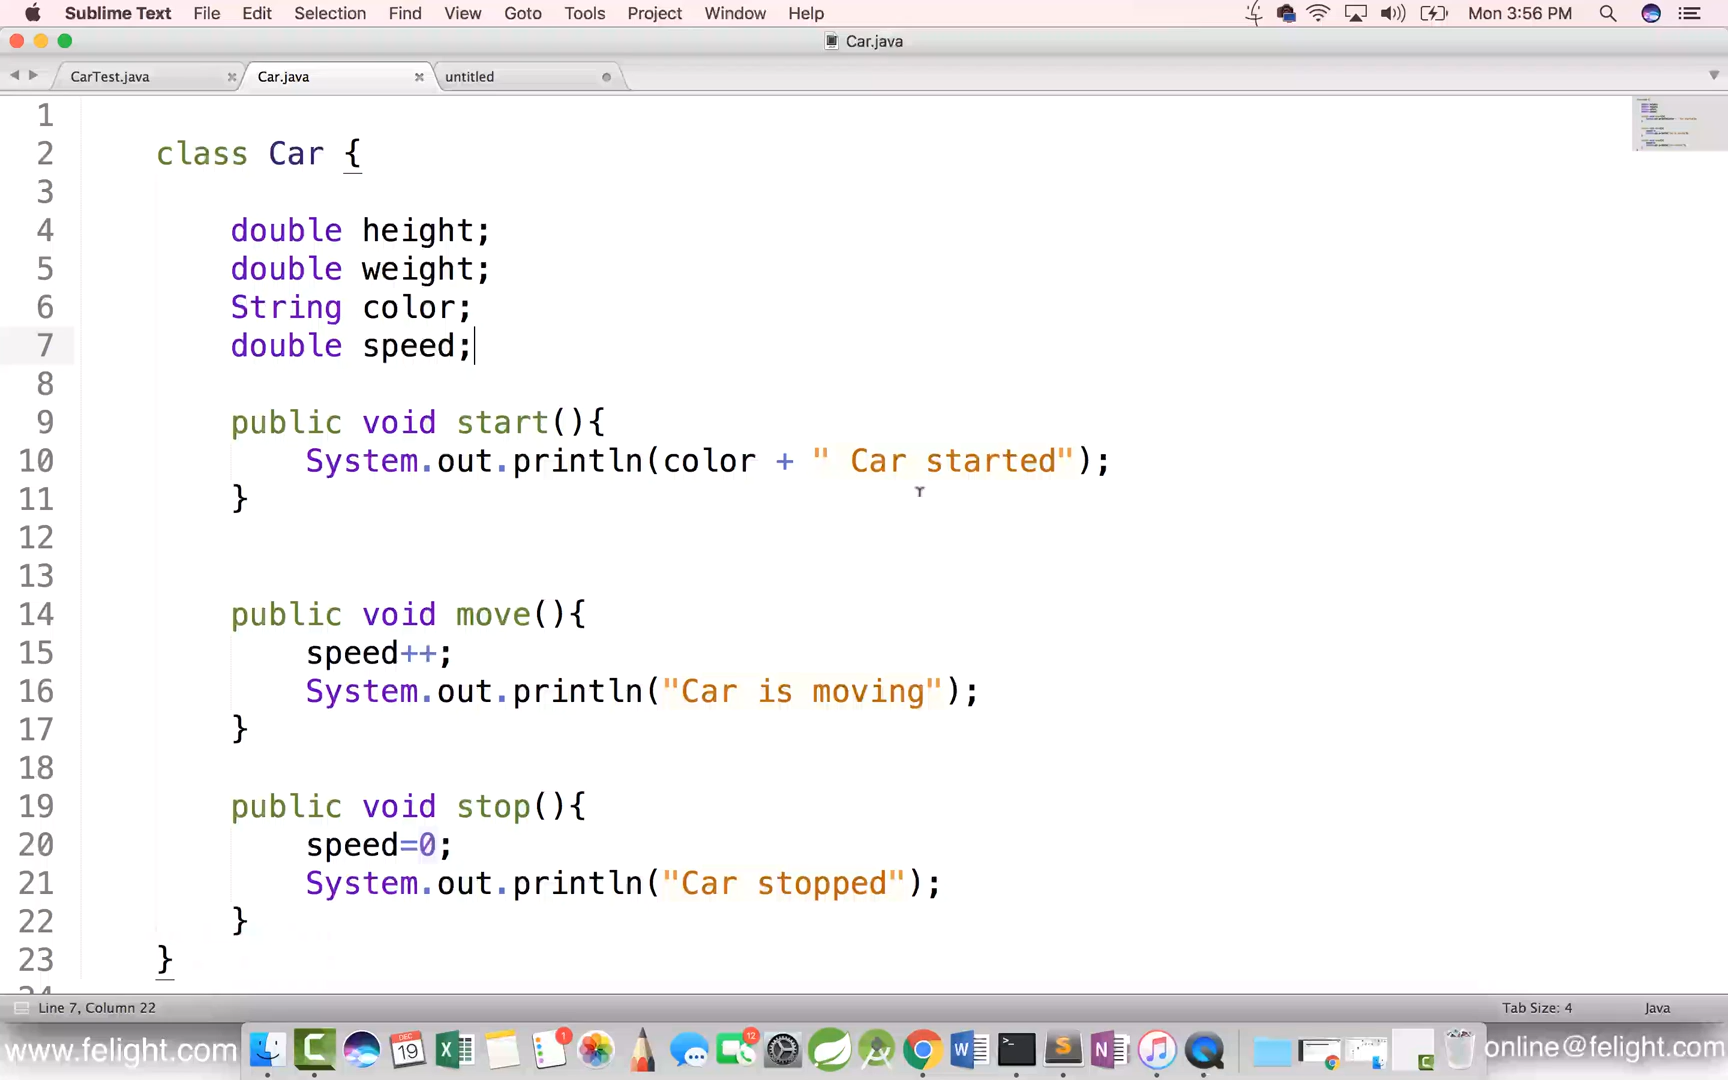 Sublime Text File Edit Selection Find View Goto Tools Project Window Help Mon 3:56 PM
Car.java
CarTest.java Car.java untitled
1
2 class Car {
3
4 double height;
5 double weight;
6 String color;
7 double speed;
8
9 public void start(){
10 System.out.println(color + " Car started");
11 }
12
13
14 public void move(){
15 speed++;
16 System.out.println("Car is moving");
17 }
18
19 public void stop(){
20 speed=0;
21 System.out.println("Car stopped");
22 }
23 }
24
Line 7, Column 22 Tab Size: 4 Java
www.felight.com DEC 19 1 12 online@felight.com